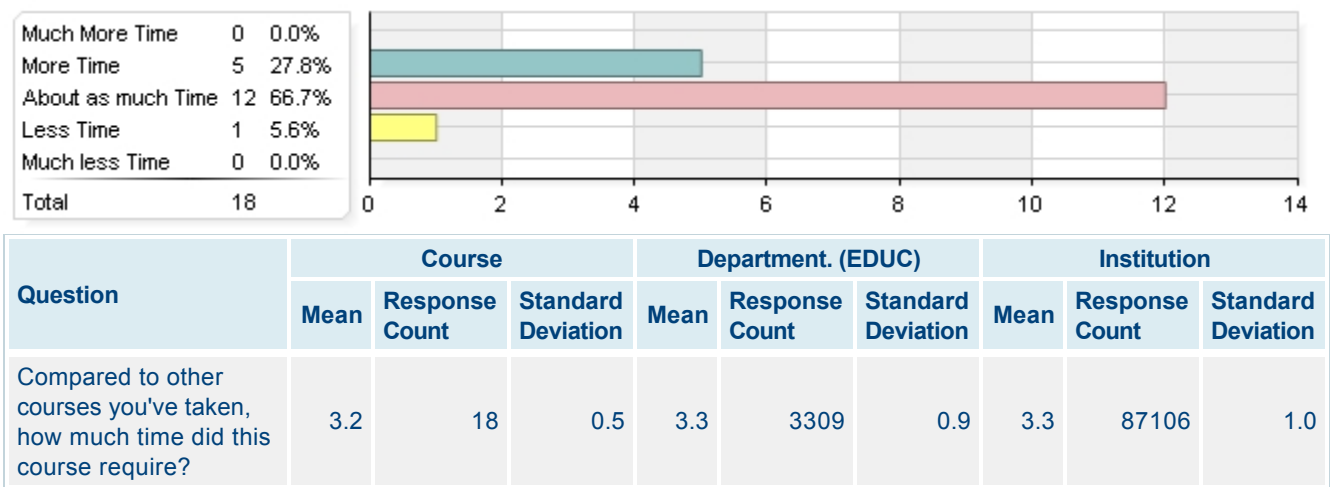 Much More Time 0 0.0%
More Time 5 27.8%
About as much Time 12 66.7%
Less Time 1 5.6%
Much less Time 0 0.0%
Total 18
0 2 4 6 8 10 12 14
Question
Course Department. (EDUC) Institution
Mean Response Count Standard Deviation Mean Response Count Standard Deviation Mean Response Count Standard Deviation
Compared to other
courses you've taken,
how much time did this
course require?
3.2 18 0.5 3.3 3309 0.9 3.3 87106 1.0